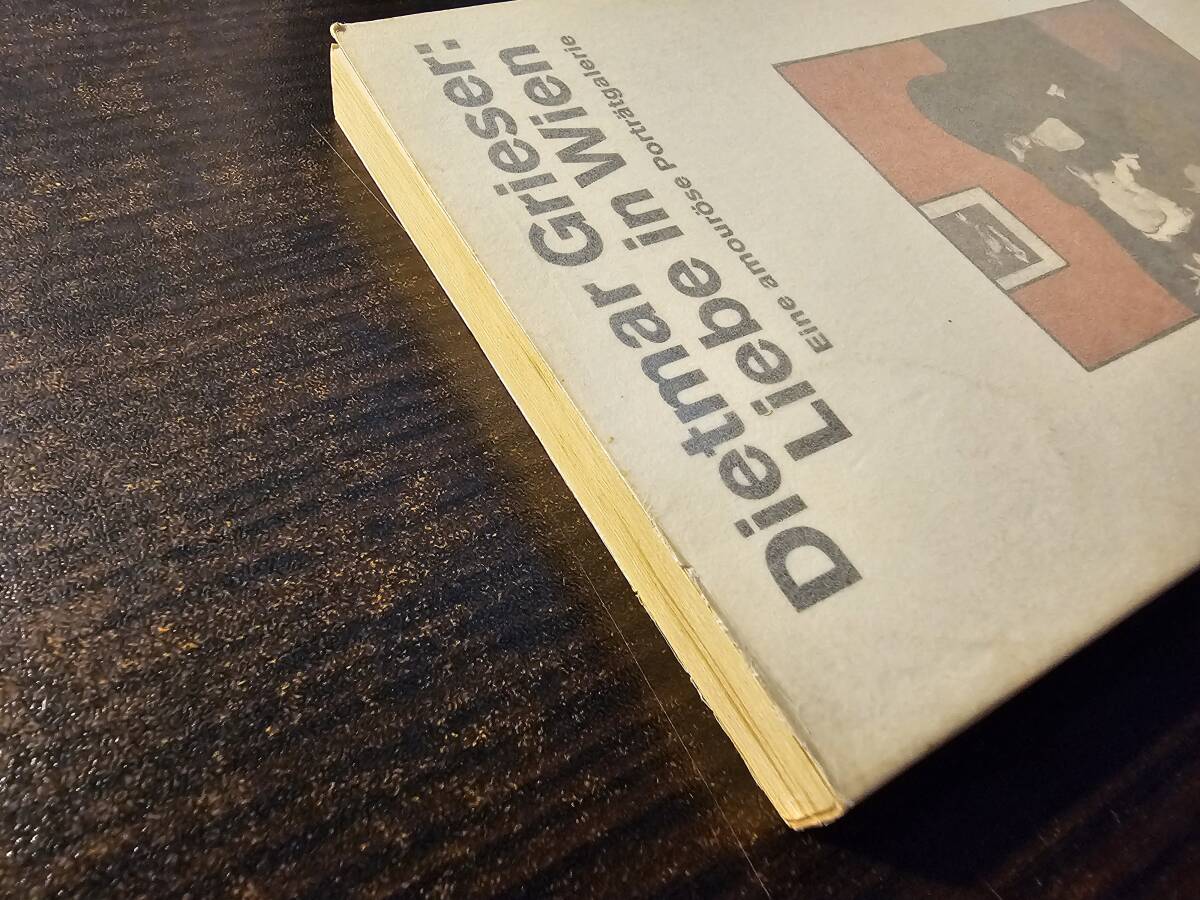 Dietmar Grieser:
Liebe in Wien
Eine amouröse Porträtgalerie